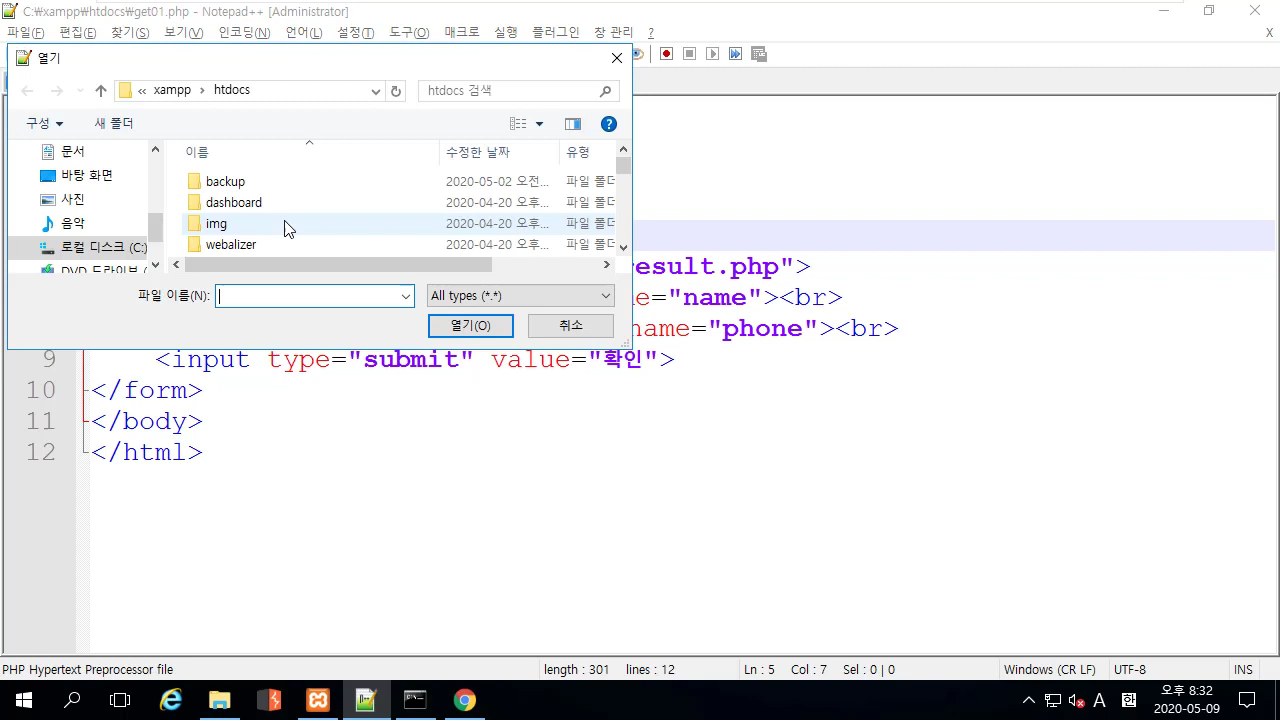 C:₩xampp₩htdocs₩get01.php - Notepad++ [Administrator]
파일(F) 편집(E) 찾기(S) 보기(V) 인코딩(N) 언어(L) 설정(T) 도구(O) 매크로 실행 플러그인 창 관리 ? X
열기
« xampp › htdocs
htdocs 검색
구성 새 폴더
이름 수정한 날짜 유형
문서
바탕 화면
사진
음악
로컬 디스크 (C:)
DVD 드라이브 (
backup 2020-05-02 오전... 파일 폴더
dashboard 2020-04-20 오후... 파일 폴더
img 2020-04-20 오후... 파일 폴더
webalizer 2020-04-20 오후... 파일 폴더
파일 이름(N): All types (*.*)
열기(O) 취소
result.php">
e="name"><br>
name="phone"><br>
9 <input type="submit" value="확인">
10 </form>
11 </body>
12 </html>
PHP Hypertext Preprocessor file length : 301 lines : 12 Ln : 5 Col : 7 Sel : 0 | 0 Windows (CR LF) UTF-8 INS
A 한 오후 8:32
2020-05-09